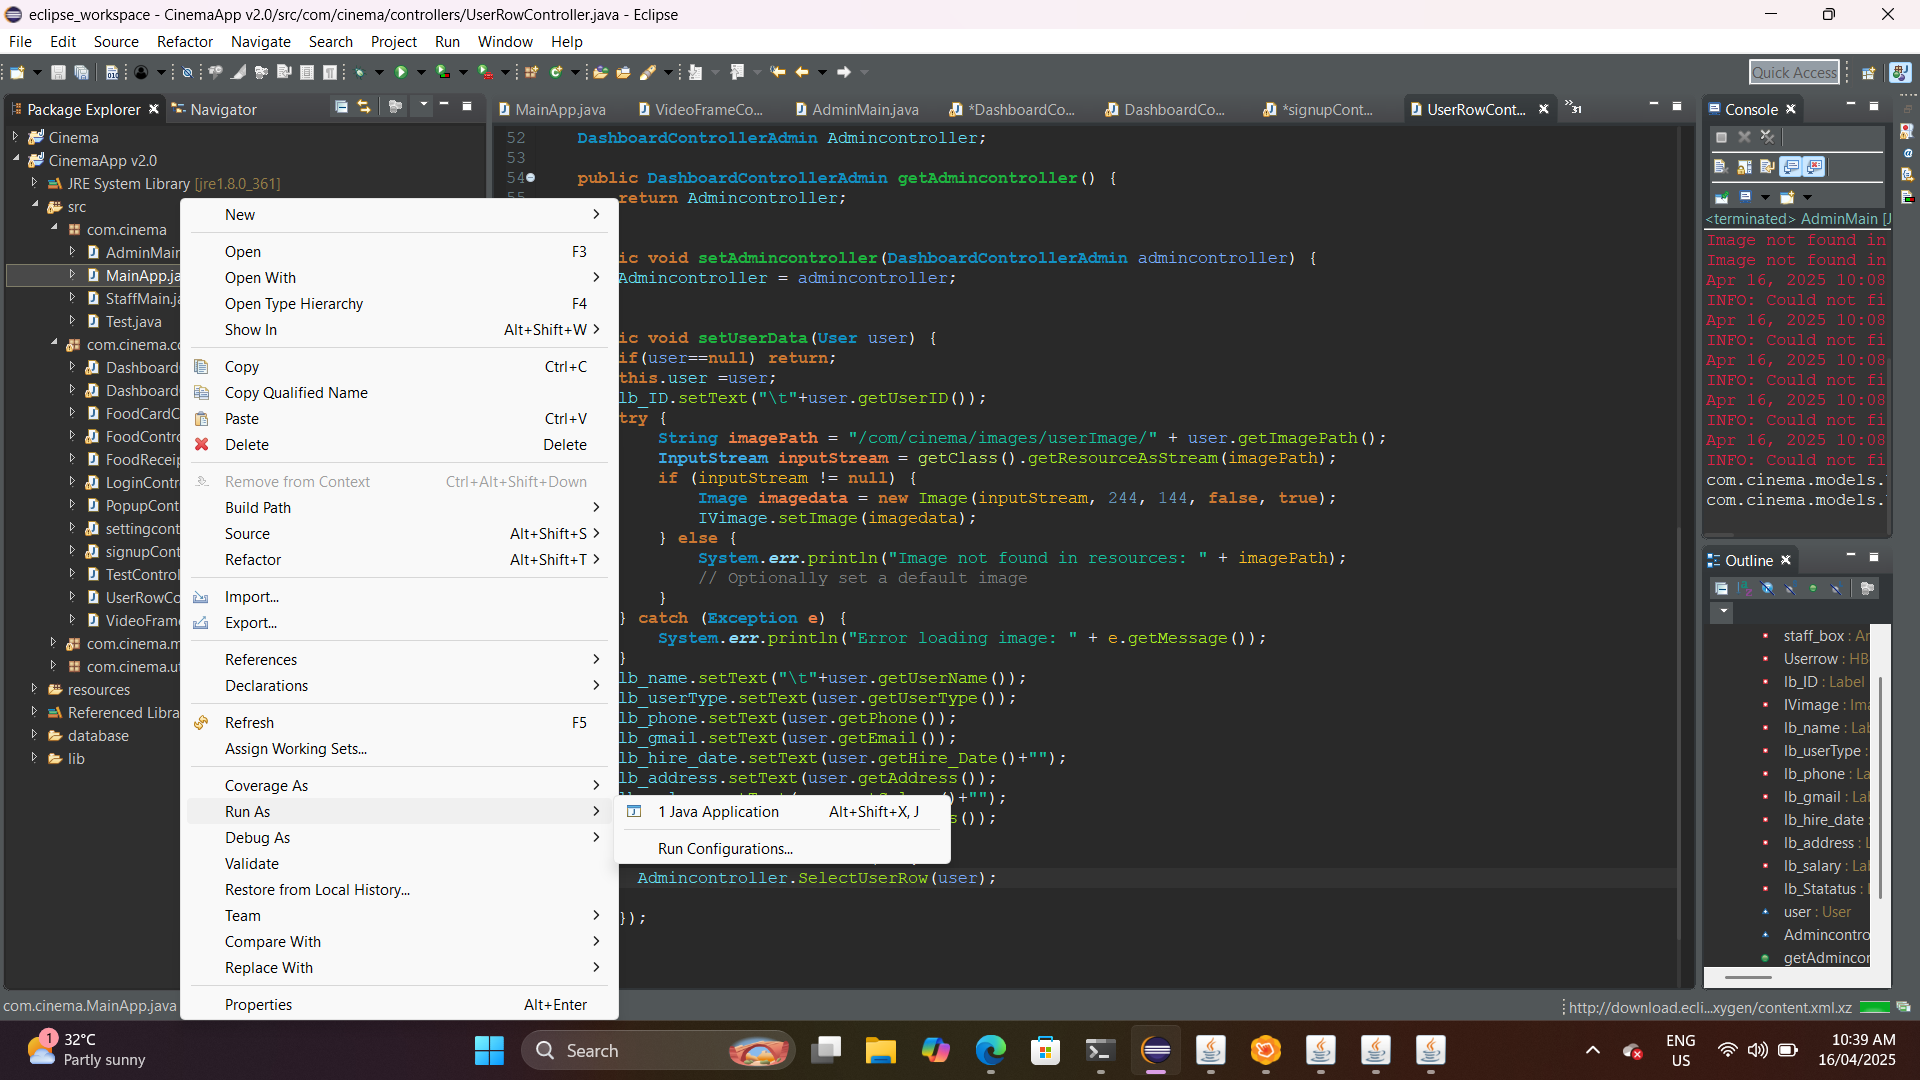 eclipse_workspace - CinemaApp v2.0/src/com/cinema/controllers/UserRowController.java - Eclipse
File Edit Source Refactor Navigate Search Project Run Window Help
Quick Access
Package Explorer
Navigator
Cinema
CinemaApp v2.0
JRE System Library [jre1.8.0_361]
src
com.cinema
AdminMain
MainApp.ja
StaffMain.ja
Test.java
com.cinema.co
Dashboard
Dashboard
FoodCardC
FoodContro
FoodReceip
LoginContro
PopupCont
settingcont
signupCont
TestControl
UserRowCo
VideoFrame
com.cinema.m
com.cinema.ut
resources
Referenced Libra
database
lib
New
Open F3
Open With
Open Type Hierarchy F4
Show In Alt+Shift+W
Copy Ctrl+C
Copy Qualified Name
Paste Ctrl+V
Delete Delete
Remove from Context Ctrl+Alt+Shift+Down
Build Path
Source Alt+Shift+S
Refactor Alt+Shift+T
Import...
Export...
References
Declarations
Refresh F5
Assign Working Sets...
Coverage As
Run As
Debug As
Validate
Restore from Local History...
Team
Compare With
Replace With
Properties Alt+Enter
1 Java Application Alt+Shift+X, J
Run Configurations...
MainApp.java VideoFrameCo... AdminMain.java *DashboardCo... DashboardCo... *signupCont... UserRowCont... »31
52 DashboardControllerAdmin Admincontroller;
53
54 public DashboardControllerAdmin getAdmincontroller() {
55 return Admincontroller;
ic void setAdmincontroller(DashboardControllerAdmin admincontroller) {
Admincontroller = admincontroller;
ic void setUserData(User user) {
if(user==null) return;
this.user =user;
lb_ID.setText("\t"+user.getUserID());
try {
String imagePath = "/com/cinema/images/userImage/" + user.getImagePath();
InputStream inputStream = getClass().getResourceAsStream(imagePath);
if (inputStream != null) {
Image imagedata = new Image(inputStream, 244, 144, false, true);
IVimage.setImage(imagedata);
} else {
System.err.println("Image not found in resources: " + imagePath);
// Optionally set a default image
}
} catch (Exception e) {
System.err.println("Error loading image: " + e.getMessage());
}
lb_name.setText("\t"+user.getUserName());
lb_userType.setText(user.getUserType());
lb_phone.setText(user.getPhone());
lb_gmail.setText(user.getEmail());
lb_hire_date.setText(user.getHire_Date()+"");
lb_address.setText(user.getAddress());
)+"");
s());
Admincontroller.SelectUserRow(user);
});
Console
<terminated> AdminMain [J
Image not found in
Image not found in
Apr 16, 2025 10:08
INFO: Could not fi
Apr 16, 2025 10:08
INFO: Could not fi
Apr 16, 2025 10:08
INFO: Could not fi
Apr 16, 2025 10:08
INFO: Could not fi
Apr 16, 2025 10:08
INFO: Could not fi
com.cinema.models.
com.cinema.models.
Outline
staff_box : An
Userrow : HB
lb_ID : Label
IVimage : Ima
lb_name : Lab
lb_userType :
lb_phone : La
lb_gmail : Lal
lb_hire_date :
lb_address : L
lb_salary : Lal
lb_Statatus : l
user : User
Admincontro
getAdmincor
com.cinema.MainApp.java
http://download.ecli...xygen/content.xml.xz
1
32°C
Partly sunny
Search
ENG
US
10:39 AM
16/04/2025